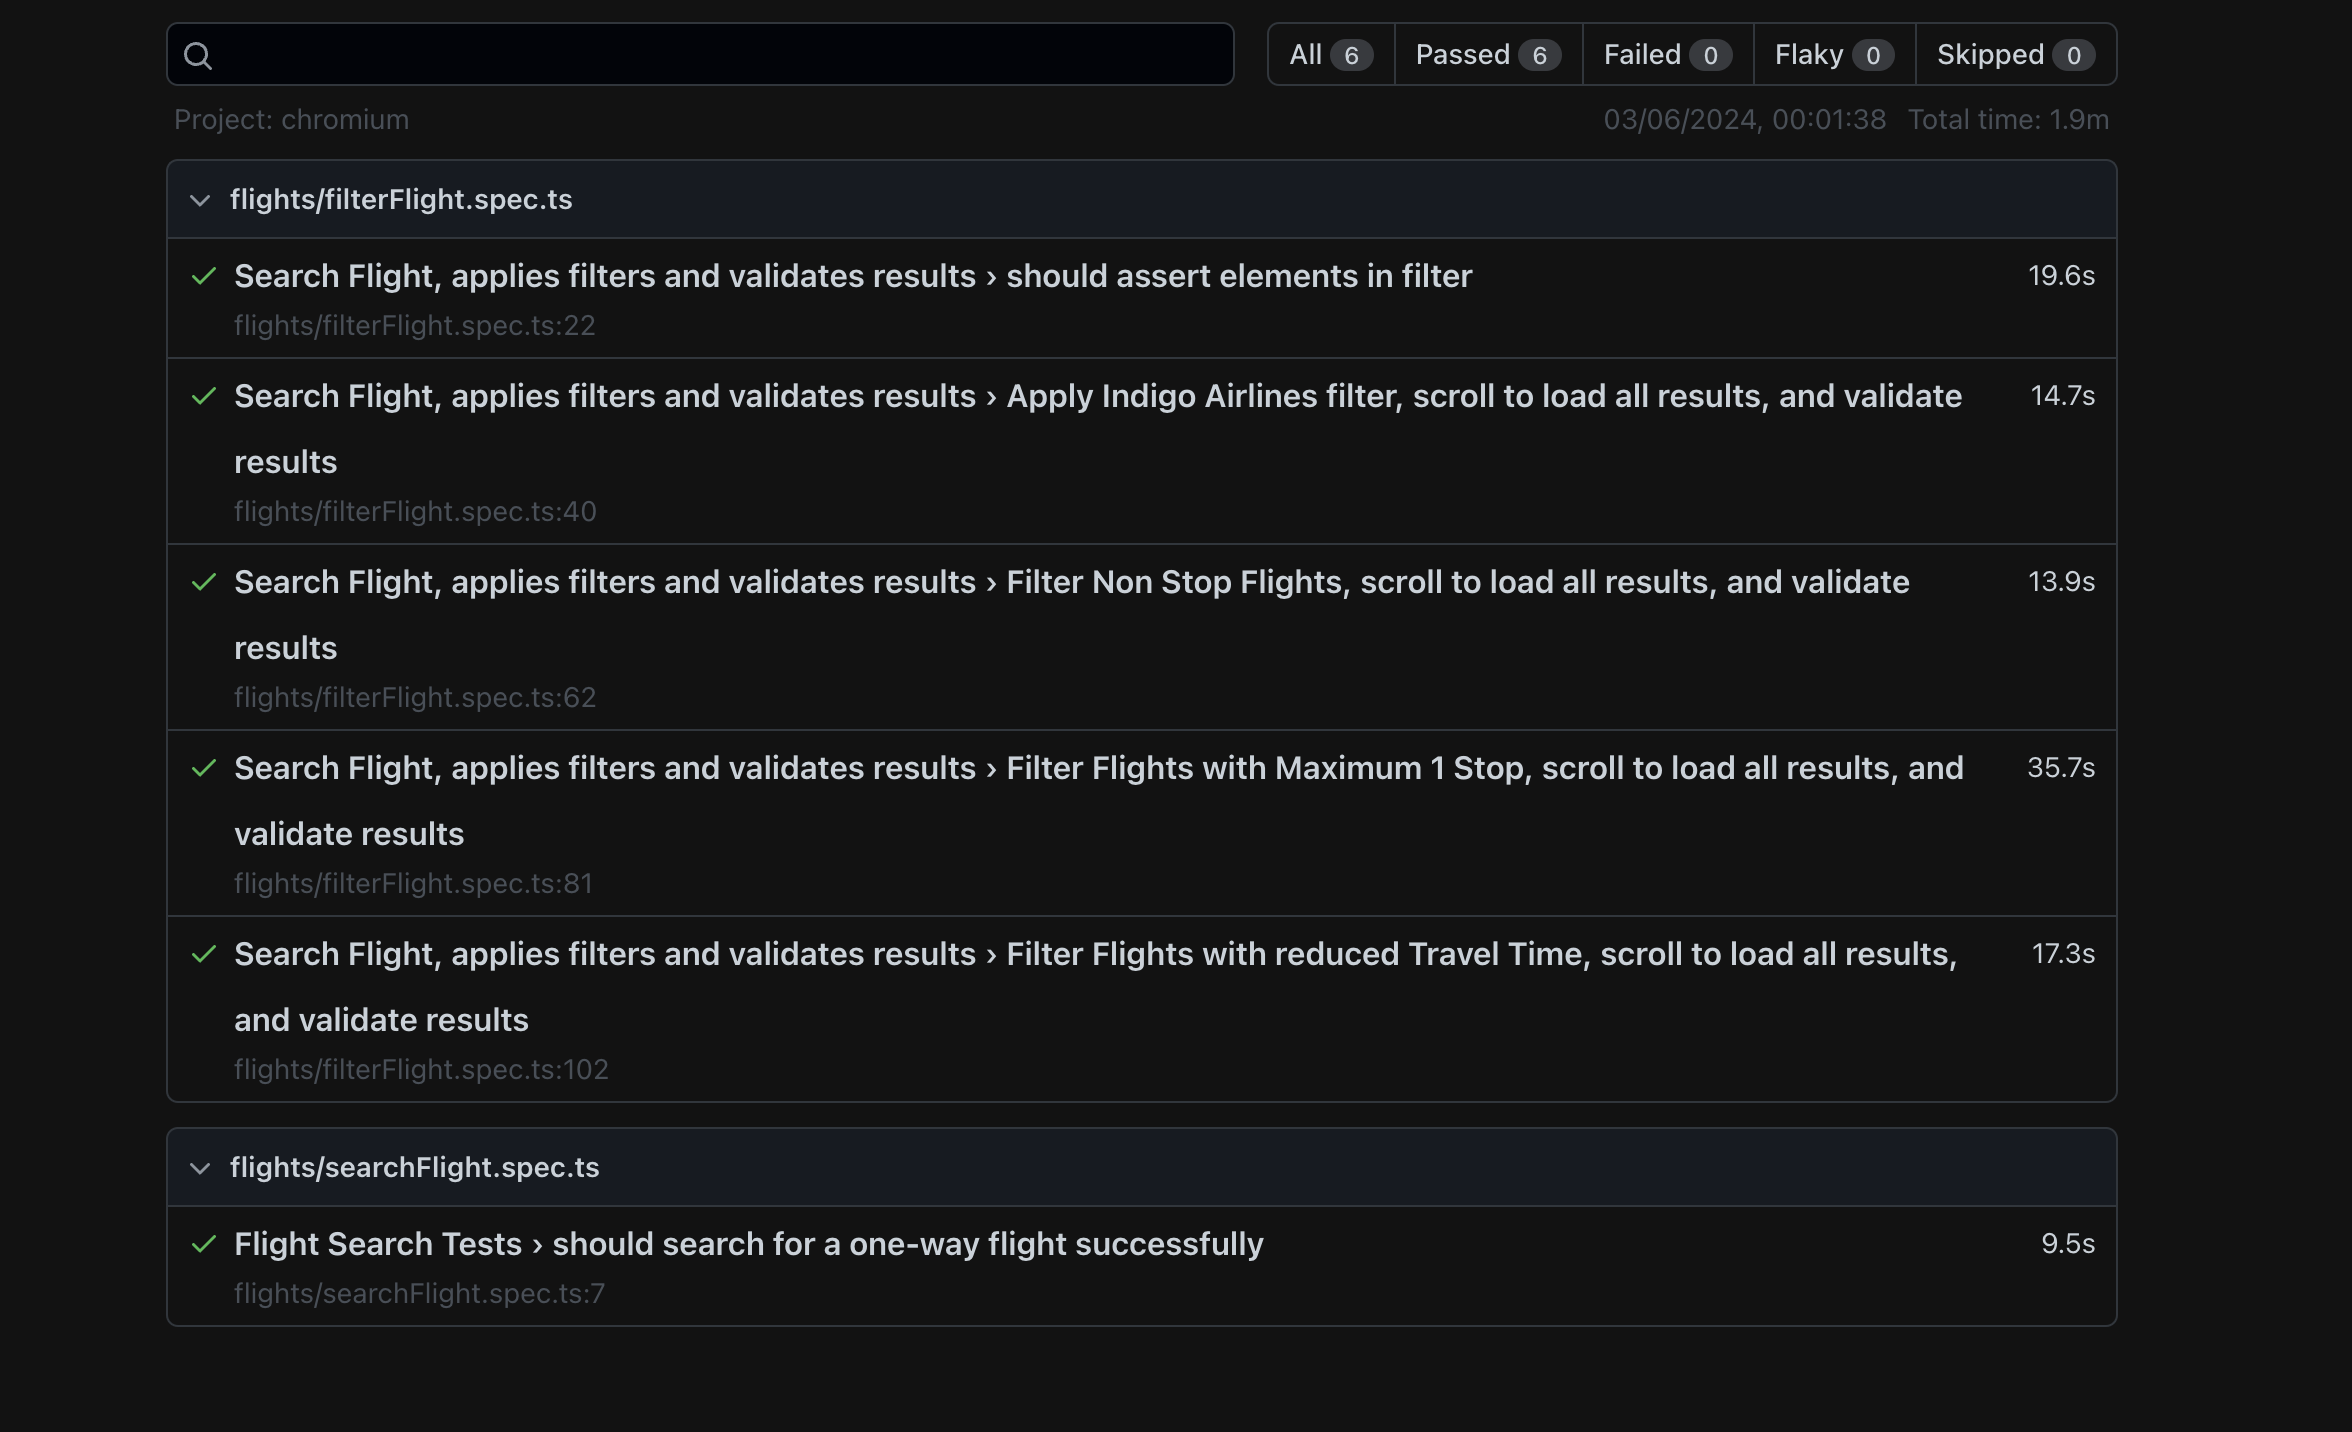 All 6 Passed 6 Failed 0 Flaky 0 Skipped 0
Project: chromium 03/06/2024, 00:01:38 Total time: 1.9m
flights/filterFlight.spec.ts
Search Flight, applies filters and validates results › should assert elements in filter 19.6s
flights/filterFlight.spec.ts:22
Search Flight, applies filters and validates results › Apply Indigo Airlines filter, scroll to load all results, and validate 14.7s
results
flights/filterFlight.spec.ts:40
Search Flight, applies filters and validates results › Filter Non Stop Flights, scroll to load all results, and validate 13.9s
results
flights/filterFlight.spec.ts:62
Search Flight, applies filters and validates results › Filter Flights with Maximum 1 Stop, scroll to load all results, and 35.7s
validate results
flights/filterFlight.spec.ts:81
Search Flight, applies filters and validates results › Filter Flights with reduced Travel Time, scroll to load all results, 17.3s
and validate results
flights/filterFlight.spec.ts:102
flights/searchFlight.spec.ts
Flight Search Tests › should search for a one-way flight successfully 9.5s
flights/searchFlight.spec.ts:7